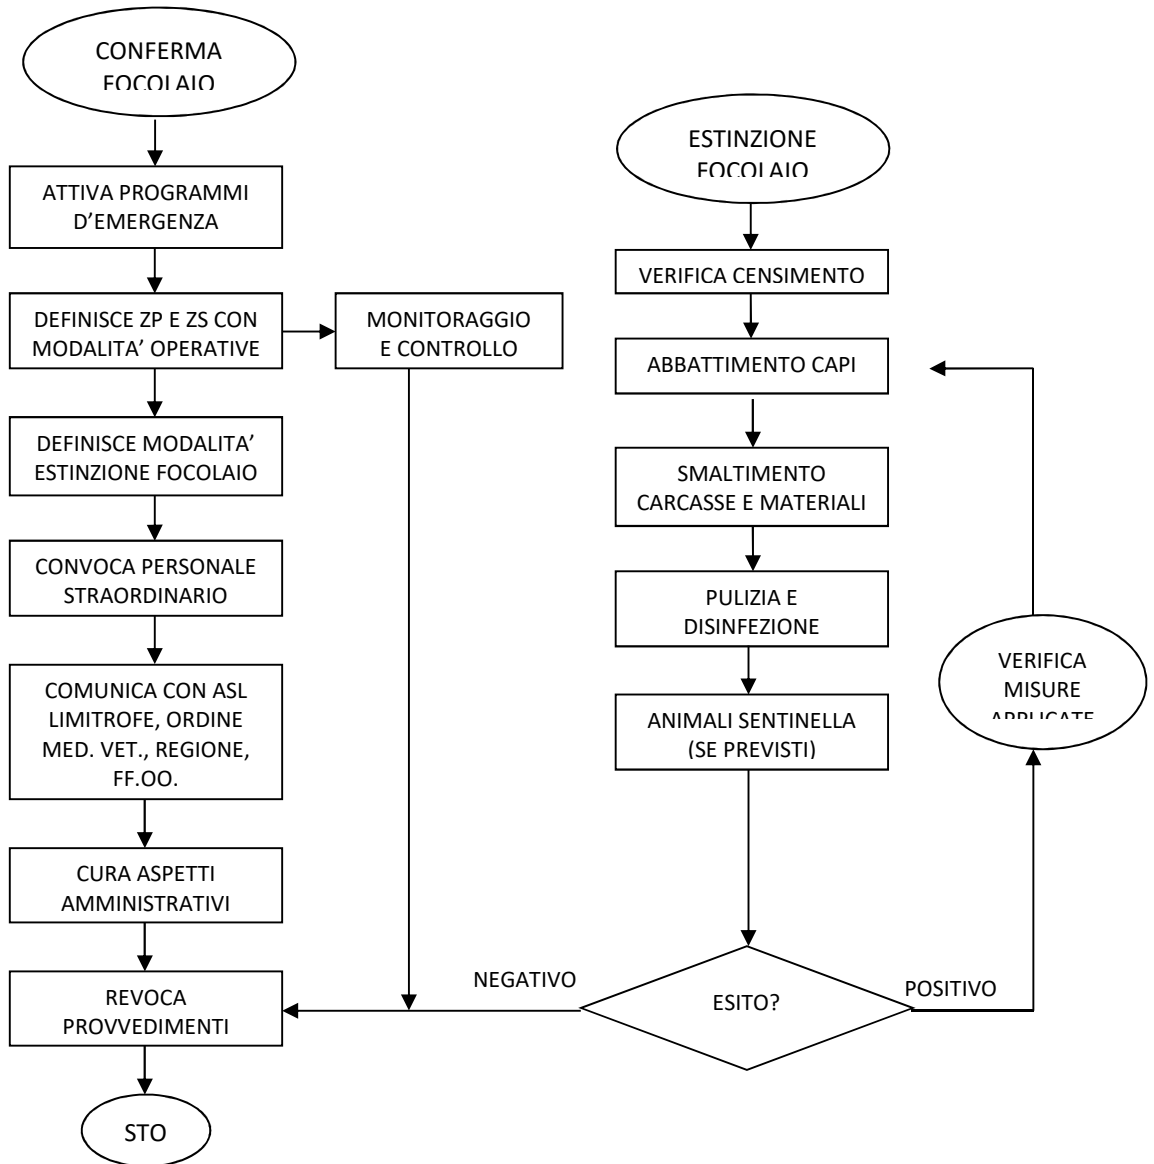 CONFERMA
FOCOLAIO
ATTIVA PROGRAMMI
D’EMERGENZA
DEFINISCE ZP E ZS CON
MODALITA’ OPERATIVE
MONITORAGGIO
E CONTROLLO
DEFINISCE MODALITA’
ESTINZIONE FOCOLAIO
CONVOCA PERSONALE
STRAORDINARIO
COMUNICA CON ASL
LIMITROFE, ORDINE
MED. VET., REGIONE,
FF.OO.
CURA ASPETTI
AMMINISTRATIVI
REVOCA
PROVVEDIMENTI
STO
ESTINZIONE
FOCOLAIO
VERIFICA CENSIMENTO
ABBATTIMENTO CAPI
SMALTIMENTO
CARCASSE E MATERIALI
PULIZIA E
DISINFEZIONE
ANIMALI SENTINELLA
(SE PREVISTI)
ESITO?
NEGATIVO
POSITIVO
VERIFICA
MISURE
APPLICATE